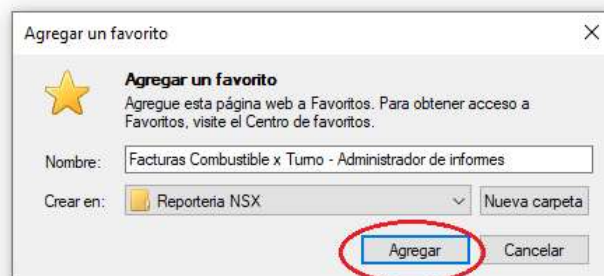 Agregar un favorito
Agregar un favorito
Agregue esta página web a Favoritos. Para obtener acceso a
Favoritos, visite el Centro de favoritos.
Nombre: Facturas Combustible x Turno - Administrador de informes
Crear en: Reporteria NSX Nueva carpeta
Agregar Cancelar